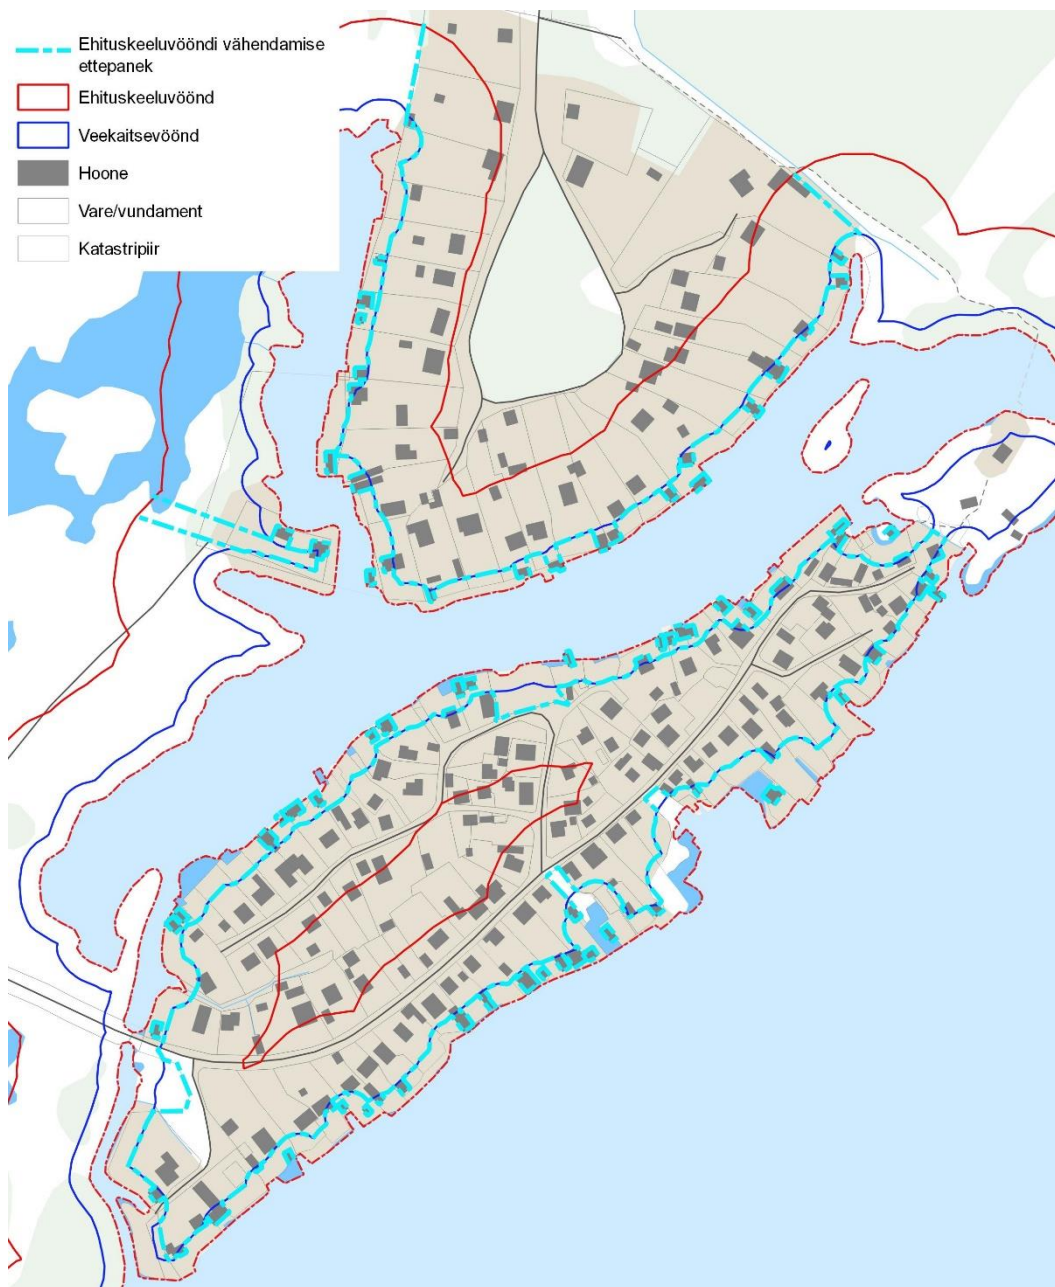 Ehituskeeluvööndi vähendamise
ettepanek
Ehituskeeluvöönd
Veekaitsevöönd
Hoone
Vare/vundament
Katastripiir